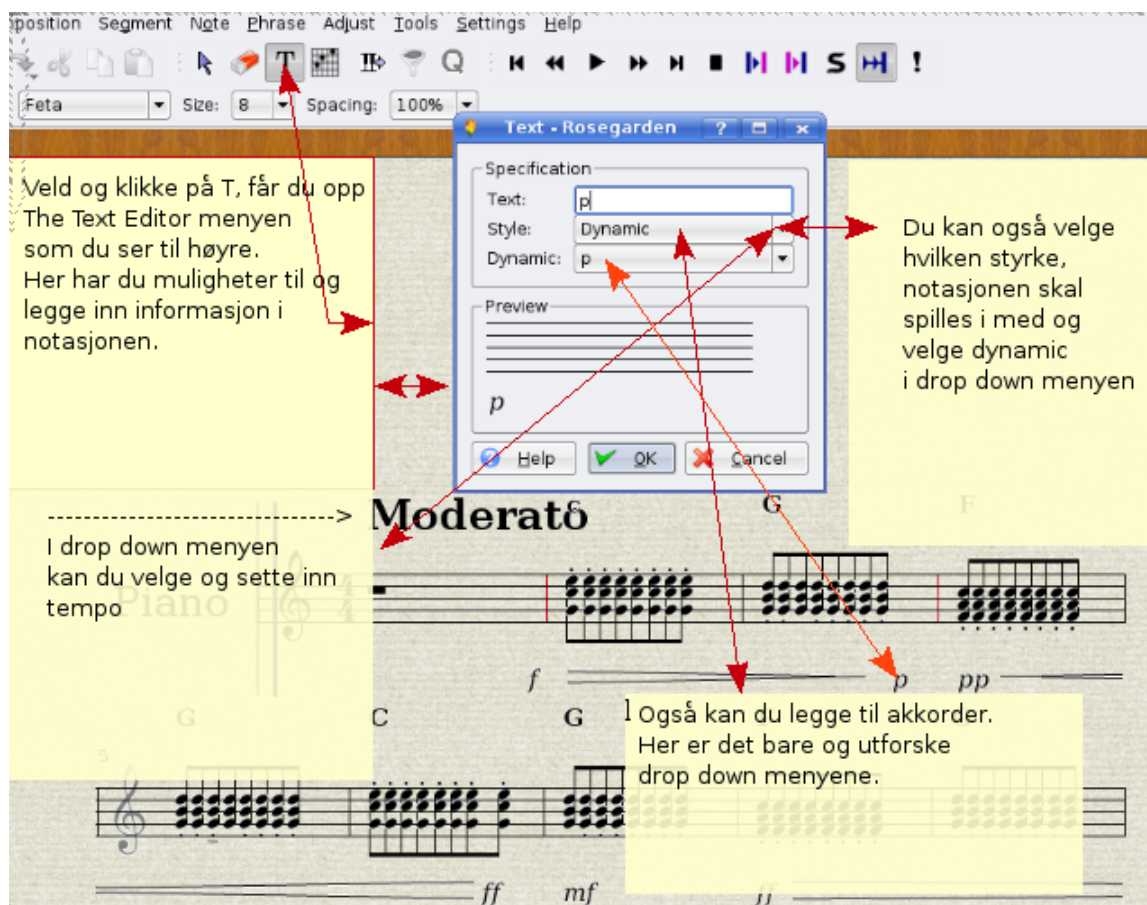 position Segment Note Phrase Adjust Tools Settings Help
T Q S !
Feta Size: 8 Spacing: 100%
Text - Rosegarden ?
Specification
Text: p
Style: Dynamic
Dynamic: p
Preview
p
Help OK Cancel
Veld og klikke på T, får du opp
The Text Editor menyen
som du ser til høyre.
Her har du muligheter til og
legge inn informasjon i
notasjonen.
Du kan også velge
hvilken styrke,
notasjonen skal
spilles i med og
velge dynamic
i drop down menyen
----------------------------->
I drop down menyen
kan du velge og sette inn
tempo
Moderato
C G F
Piano
4
4
f p pp
G C G
5
Også kan du legge til akkorder.
Her er det bare og utforske
drop down menyene.
ff mf ff